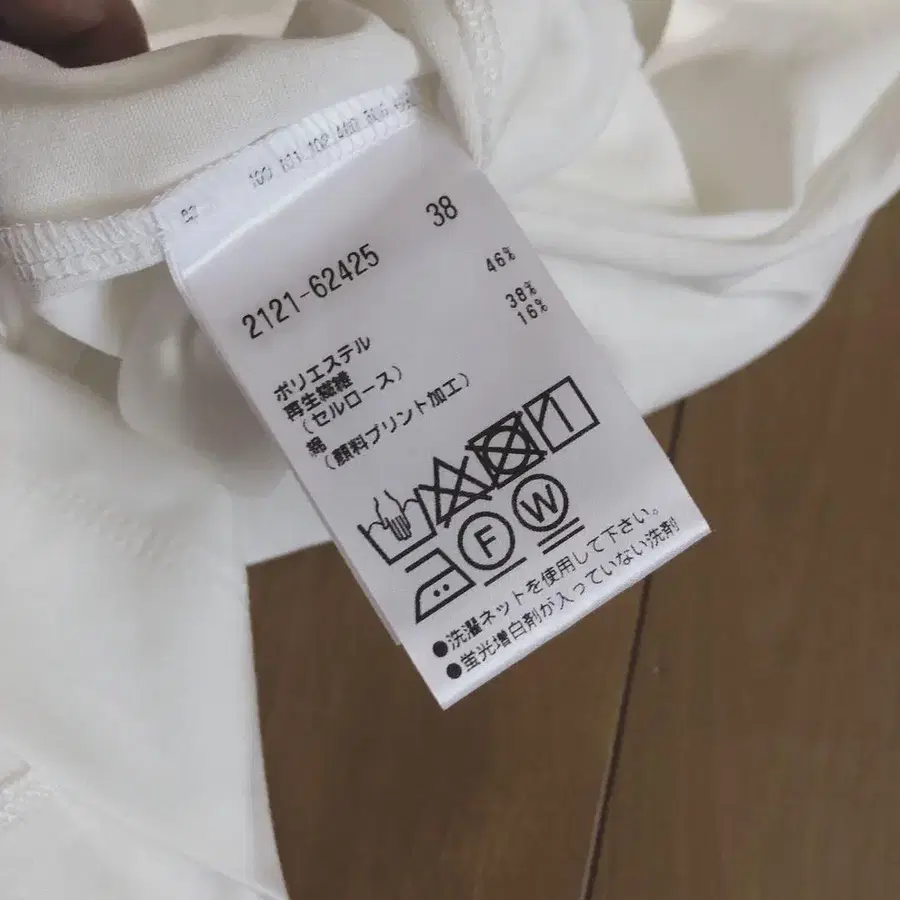 38
2121-62425
ポリエステル 46%
再生繊維
(セルロース) 38%
綿 16%
(顔料プリント加工)
F W
●洗濯ネットを使用して下さい。
●蛍光増白剤が入っていない洗剤